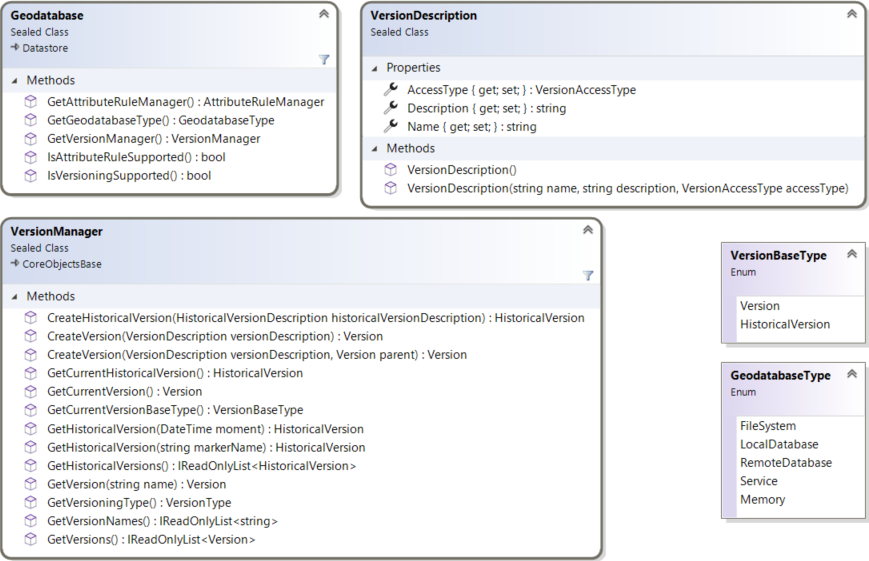 Geodatabase
Sealed Class
Datastore
Methods
GetAttributeRuleManager() : AttributeRuleManager
GetGeodatabaseType() : GeodatabaseType
GetVersionManager() : VersionManager
IsAttributeRuleSupported() : bool
IsVersioningSupported() : bool
VersionDescription
Sealed Class
Properties
AccessType { get; set; } : VersionAccessType
Description { get; set; } : string
Name { get; set; } : string
Methods
VersionDescription()
VersionDescription(string name, string description, VersionAccessType accessType)
VersionManager
Sealed Class
CoreObjectsBase
Methods
CreateHistoricalVersion(HistoricalVersionDescription historicalVersionDescription) : HistoricalVersion
CreateVersion(VersionDescription versionDescription) : Version
CreateVersion(VersionDescription versionDescription, Version parent) : Version
GetCurrentHistoricalVersion() : HistoricalVersion
GetCurrentVersion() : Version
GetCurrentVersionBaseType() : VersionBaseType
GetHistoricalVersion(DateTime moment) : HistoricalVersion
GetHistoricalVersion(string markerName) : HistoricalVersion
GetHistoricalVersions() : IReadOnlyList<HistoricalVersion>
GetVersion(string name) : Version
GetVersioningType() : VersionType
GetVersionNames() : IReadOnlyList<string>
GetVersions() : IReadOnlyList<Version>
VersionBaseType
Enum
Version
HistoricalVersion
GeodatabaseType
Enum
FileSystem
LocalDatabase
RemoteDatabase
Service
Memory